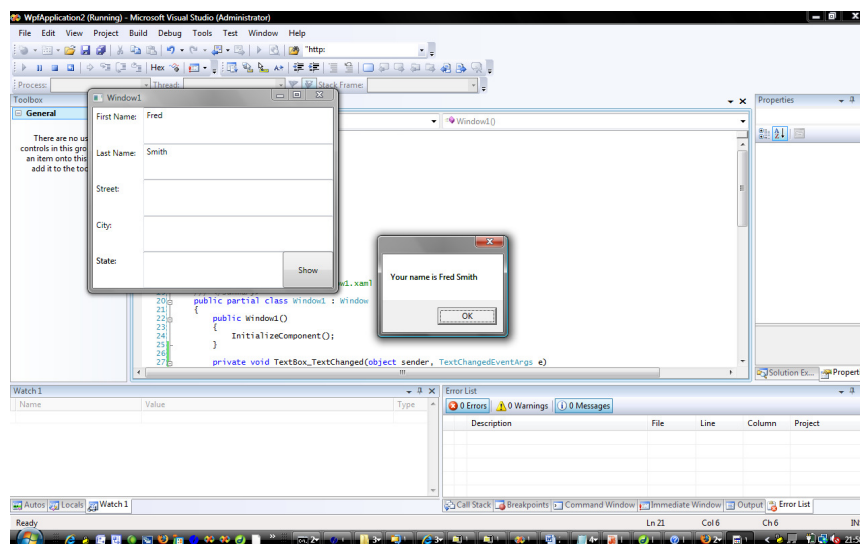 WpfApplication2 (Running) - Microsoft Visual Studio (Administrator)
File Edit View Project Build Debug Tools Test Window Help
"http:
Hex
Process: Thread: Stack Frame:
Toolbox
General
There are no us
controls in this gro
an item onto this
add it to the too
Window1
First Name: Fred
Last Name: Smith
Street:
City:
State:
Show
Window1()
Your name is Fred Smith
OK
w1.xaml
20 public partial class Window1 : Window
21 {
22 public Window1()
23 {
24 InitializeComponent();
25 }
26
27 private void TextBox_TextChanged(object sender, TextChangedEventArgs e)
Properties
Solution Ex... Propert
Watch 1
Name Value Type
Autos Locals Watch 1
Error List
0 Errors 0 Warnings 0 Messages
Description File Line Column Project
Call Stack Breakpoints Command Window Immediate Window Output Error List
Ready Ln 21 Col 6 Ch 6 IN